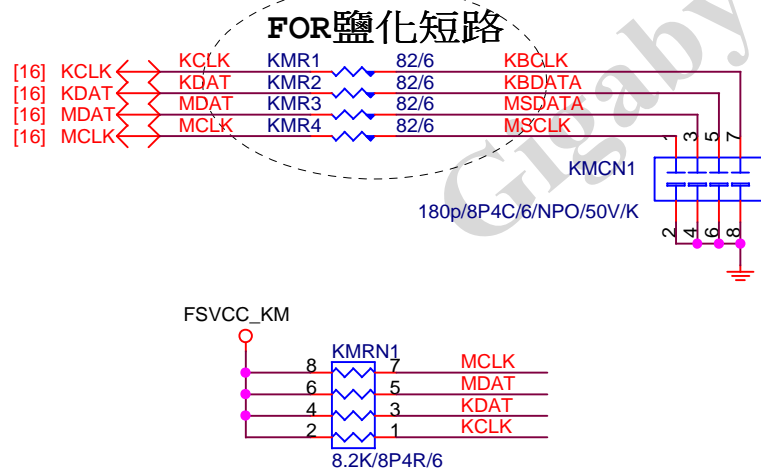 FOR鹽化短路
[16] KCLK KCLK KMR1 82/6 KBCLK
[16] KDAT KDAT KMR2 82/6 KBDATA
[16] MDAT MDAT KMR3 82/6 MSDATA
[16] MCLK MCLK KMR4 82/6 MSCLK
1 3 5 7
KMCN1
180p/8P4C/6/NPO/50V/K
2 4 6 8
Gigaby
FSVCC_KM
KMRN1
8 7 MCLK
6 5 MDAT
4 3 KDAT
2 1 KCLK
8.2K/8P4R/6